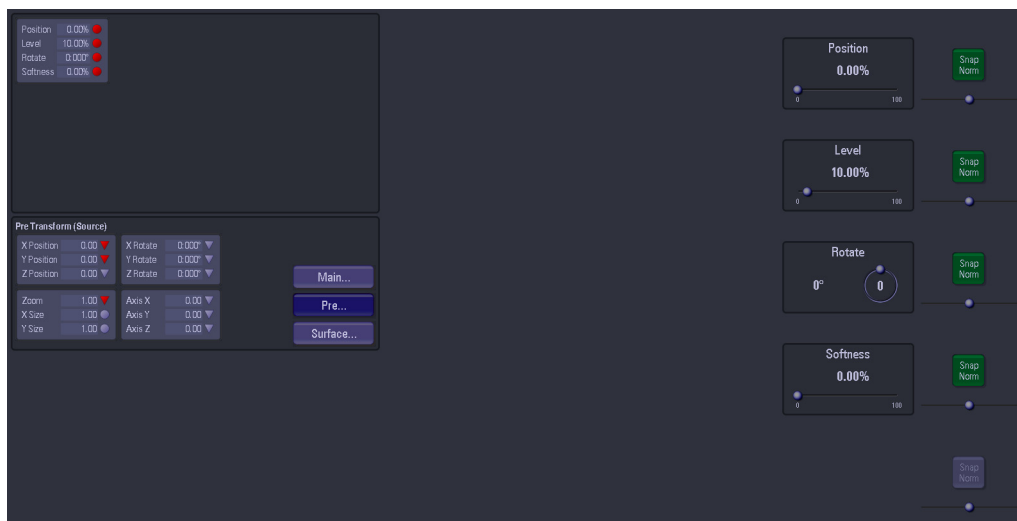 Position 0.00%
Level 10.00%
Rotate 0:000°
Softness 0.00%
Pre Transform (Source)
X Position 0.00 X Rotate 0:000°
Y Position 0.00 Y Rotate 0:000°
Z Position 0.00 Z Rotate 0:000°
Zoom 1.00 Axis X 0.00
X Size 1.00 Axis Y 0.00
Y Size 1.00 Axis Z 0.00
Main...
Pre...
Surface...
Position
0.00%
0 100
Snap
Norm
Level
10.00%
0 100
Snap
Norm
Rotate
0° 0
Snap
Norm
Softness
0.00%
0 100
Snap
Norm
Snap
Norm